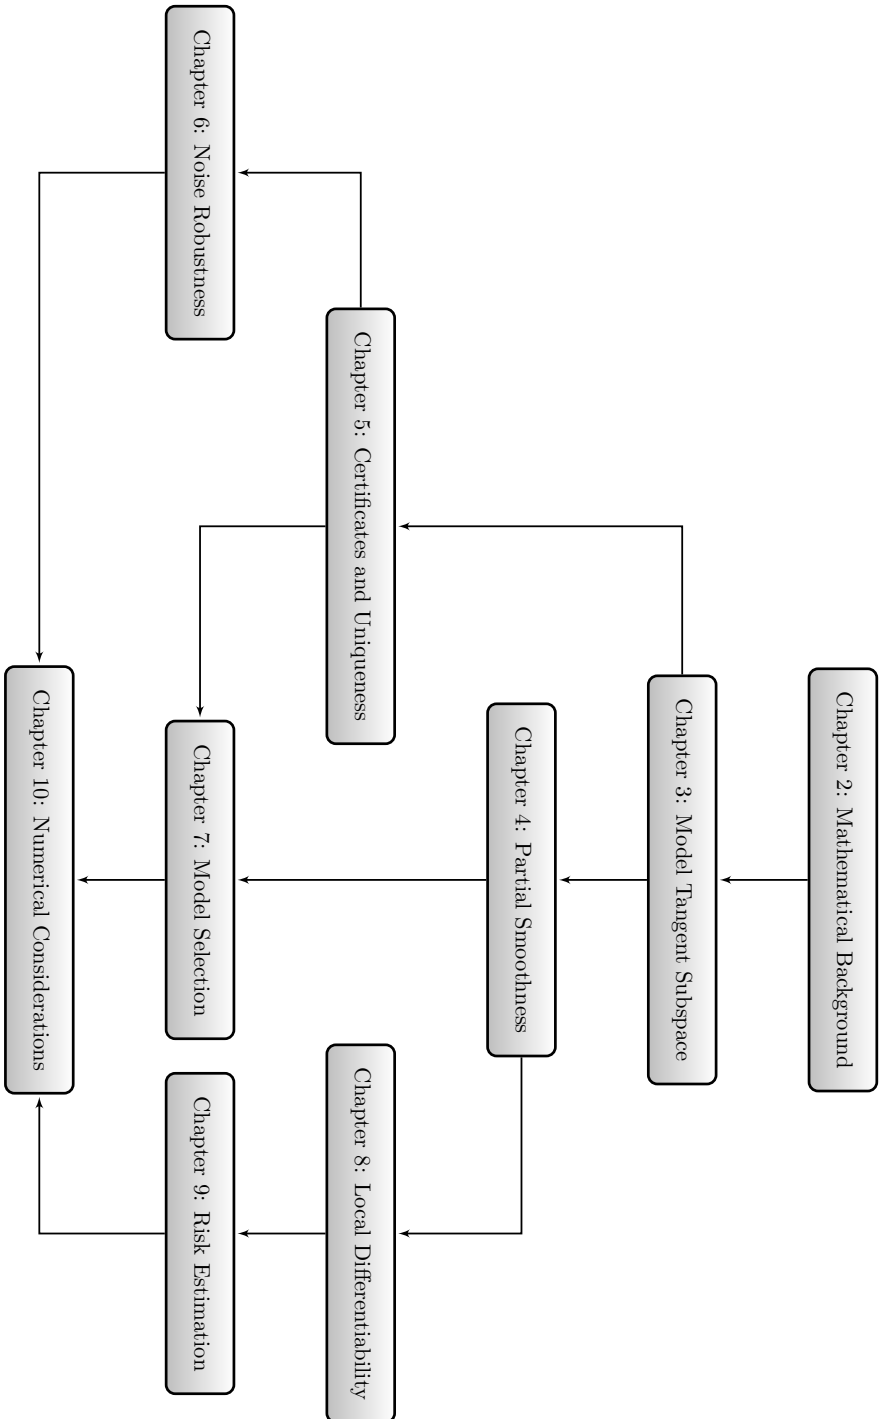 Chapter 2: Mathematical Background
Chapter 3: Model Tangent Subspace
Chapter 4: Partial Smoothness
Chapter 5: Certificates and Uniqueness
Chapter 8: Local Differentiability
Chapter 6: Noise Robustness
Chapter 7: Model Selection
Chapter 9: Risk Estimation
Chapter 10: Numerical Considerations